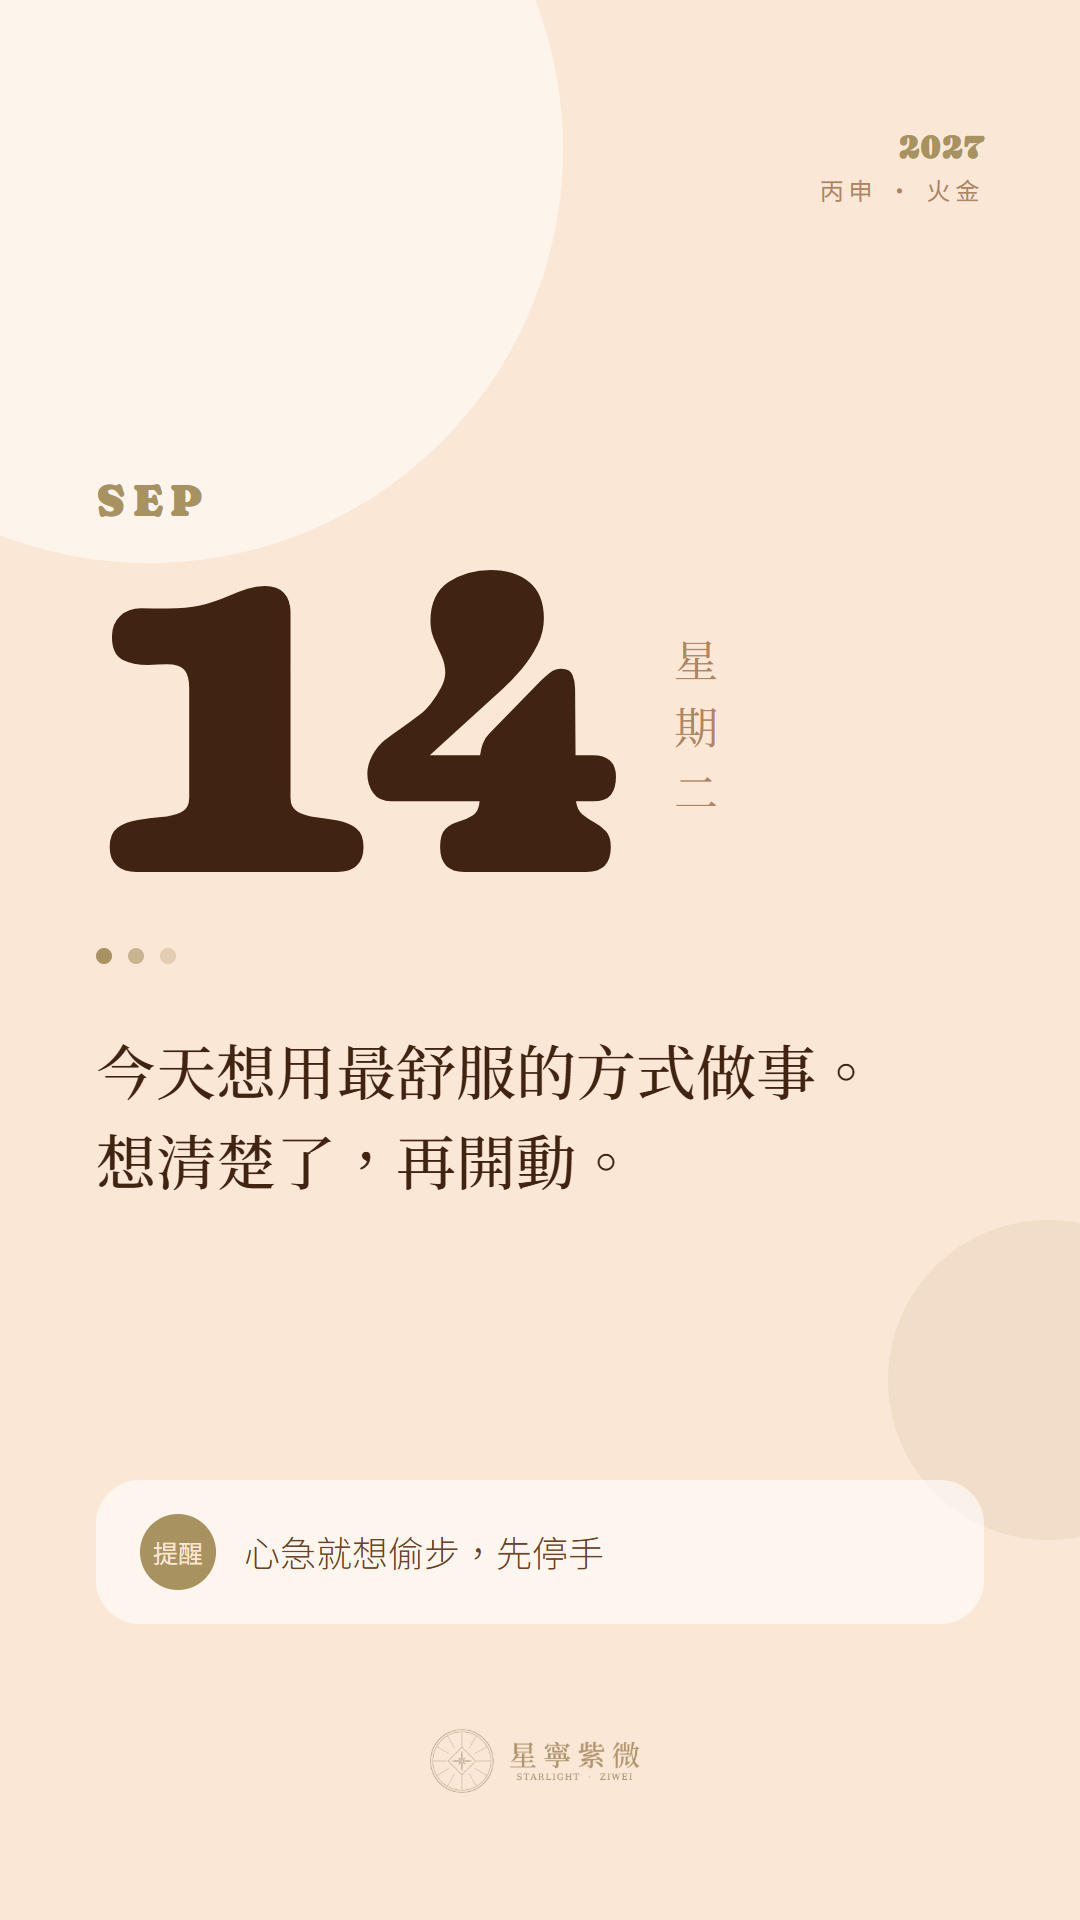 2027
丙申 · 火金
SEP
14
星期二
今天想用最舒服的方式做事。
想清楚了，再開動。
提醒
心急就想偷步，先停手
星寧紫微
STARLIGHT · ZIWEI